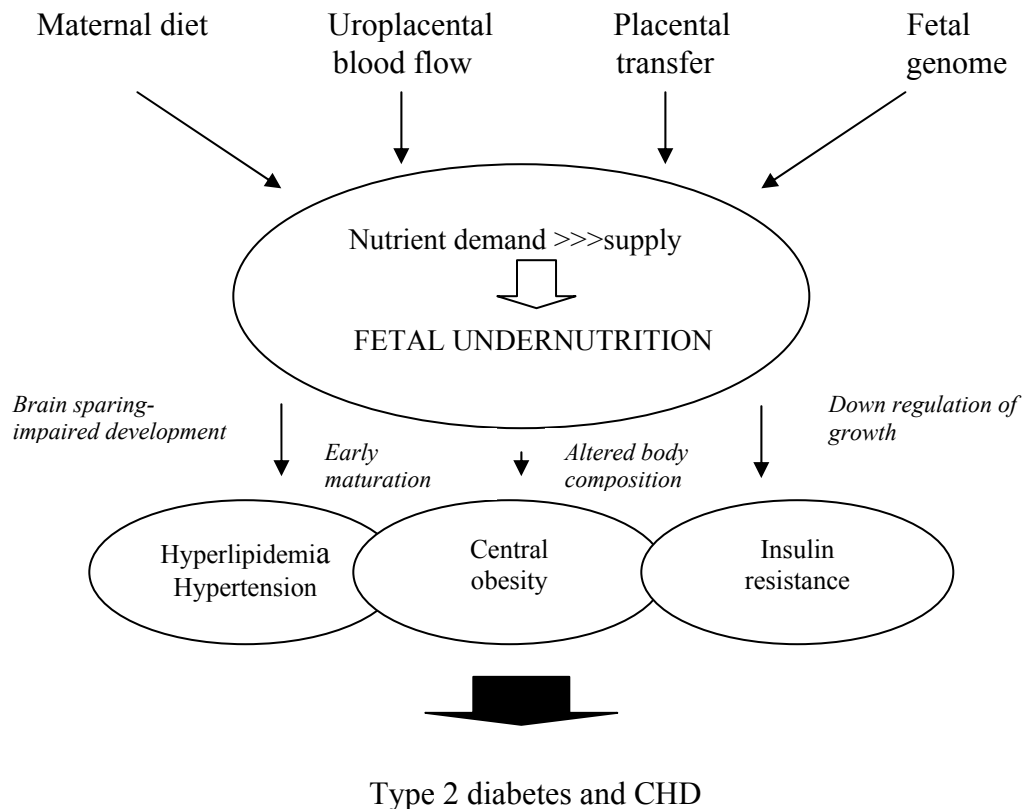 Maternal diet
Uroplacental
blood flow
Placental
transfer
Fetal
genome
Nutrient demand >>>supply
FETAL UNDERNUTRITION
Brain sparing-
impaired development
Early
maturation
Altered body
composition
Down regulation of
growth
Hyperlipidemia
Hypertension
Central
obesity
Insulin
resistance
Type 2 diabetes and CHD